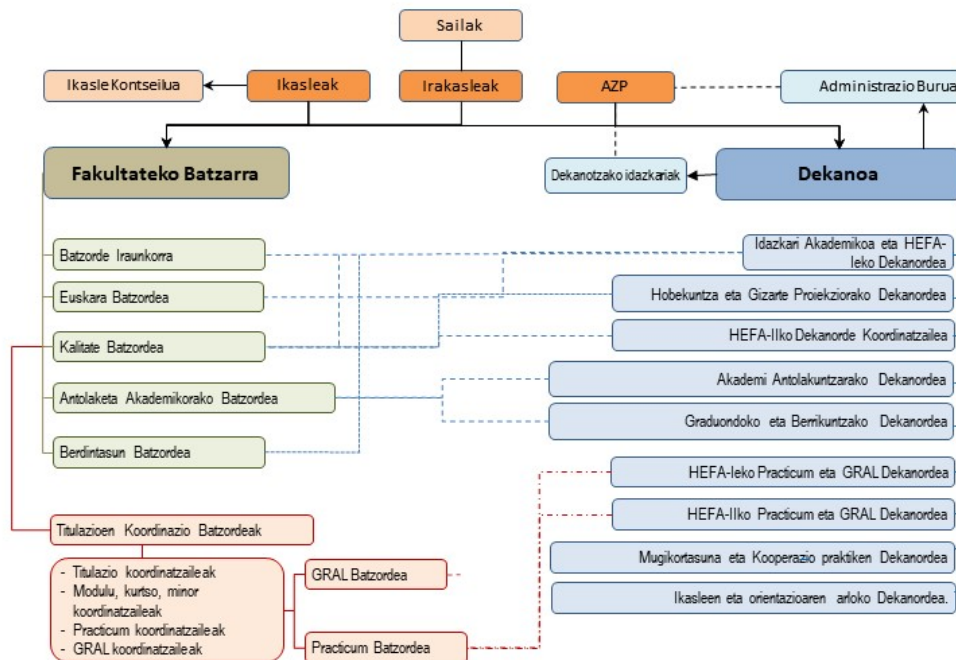 Sailak
Ikasle Kontseilua
Ikasleak
Irakasleak
AZP
Administrazio Burua
Fakultateko Batzarra
Dekanotzako idazkariak
Dekanoa
Batzorde Iraunkorra
Euskara Batzordea
Kalitate Batzordea
Antolaketa Akademikorako Batzordea
Berdintasun Batzordea
Idazkari Akademikoa eta HEFA-
Ieko Dekanordea
Hobekuntza eta Gizarte Proiekziorako Dekanordea
HEFA-IIko Dekanorde Koordinatzailea
Akademi Antolakuntzarako Dekanordea
Graduondoko eta Berrikuntzako Dekanordea
HEFA-Ieko Practicum eta GRAL Dekanordea
HEFA-IIko Practicum eta GRAL Dekanordea
Mugikortasuna eta Kooperazio praktiken Dekanordea
Ikasleen eta orientazioaren arloko Dekanordea.
Titulazioen Koordinazio Batzordeak
- Titulazio koordinatzaileak
- Modulu, kurtso, minor
koordinatzaileak
- Practicum koordinatzaileak
- GRAL koordinatzaileak
GRAL Batzordea
Practicum Batzordea